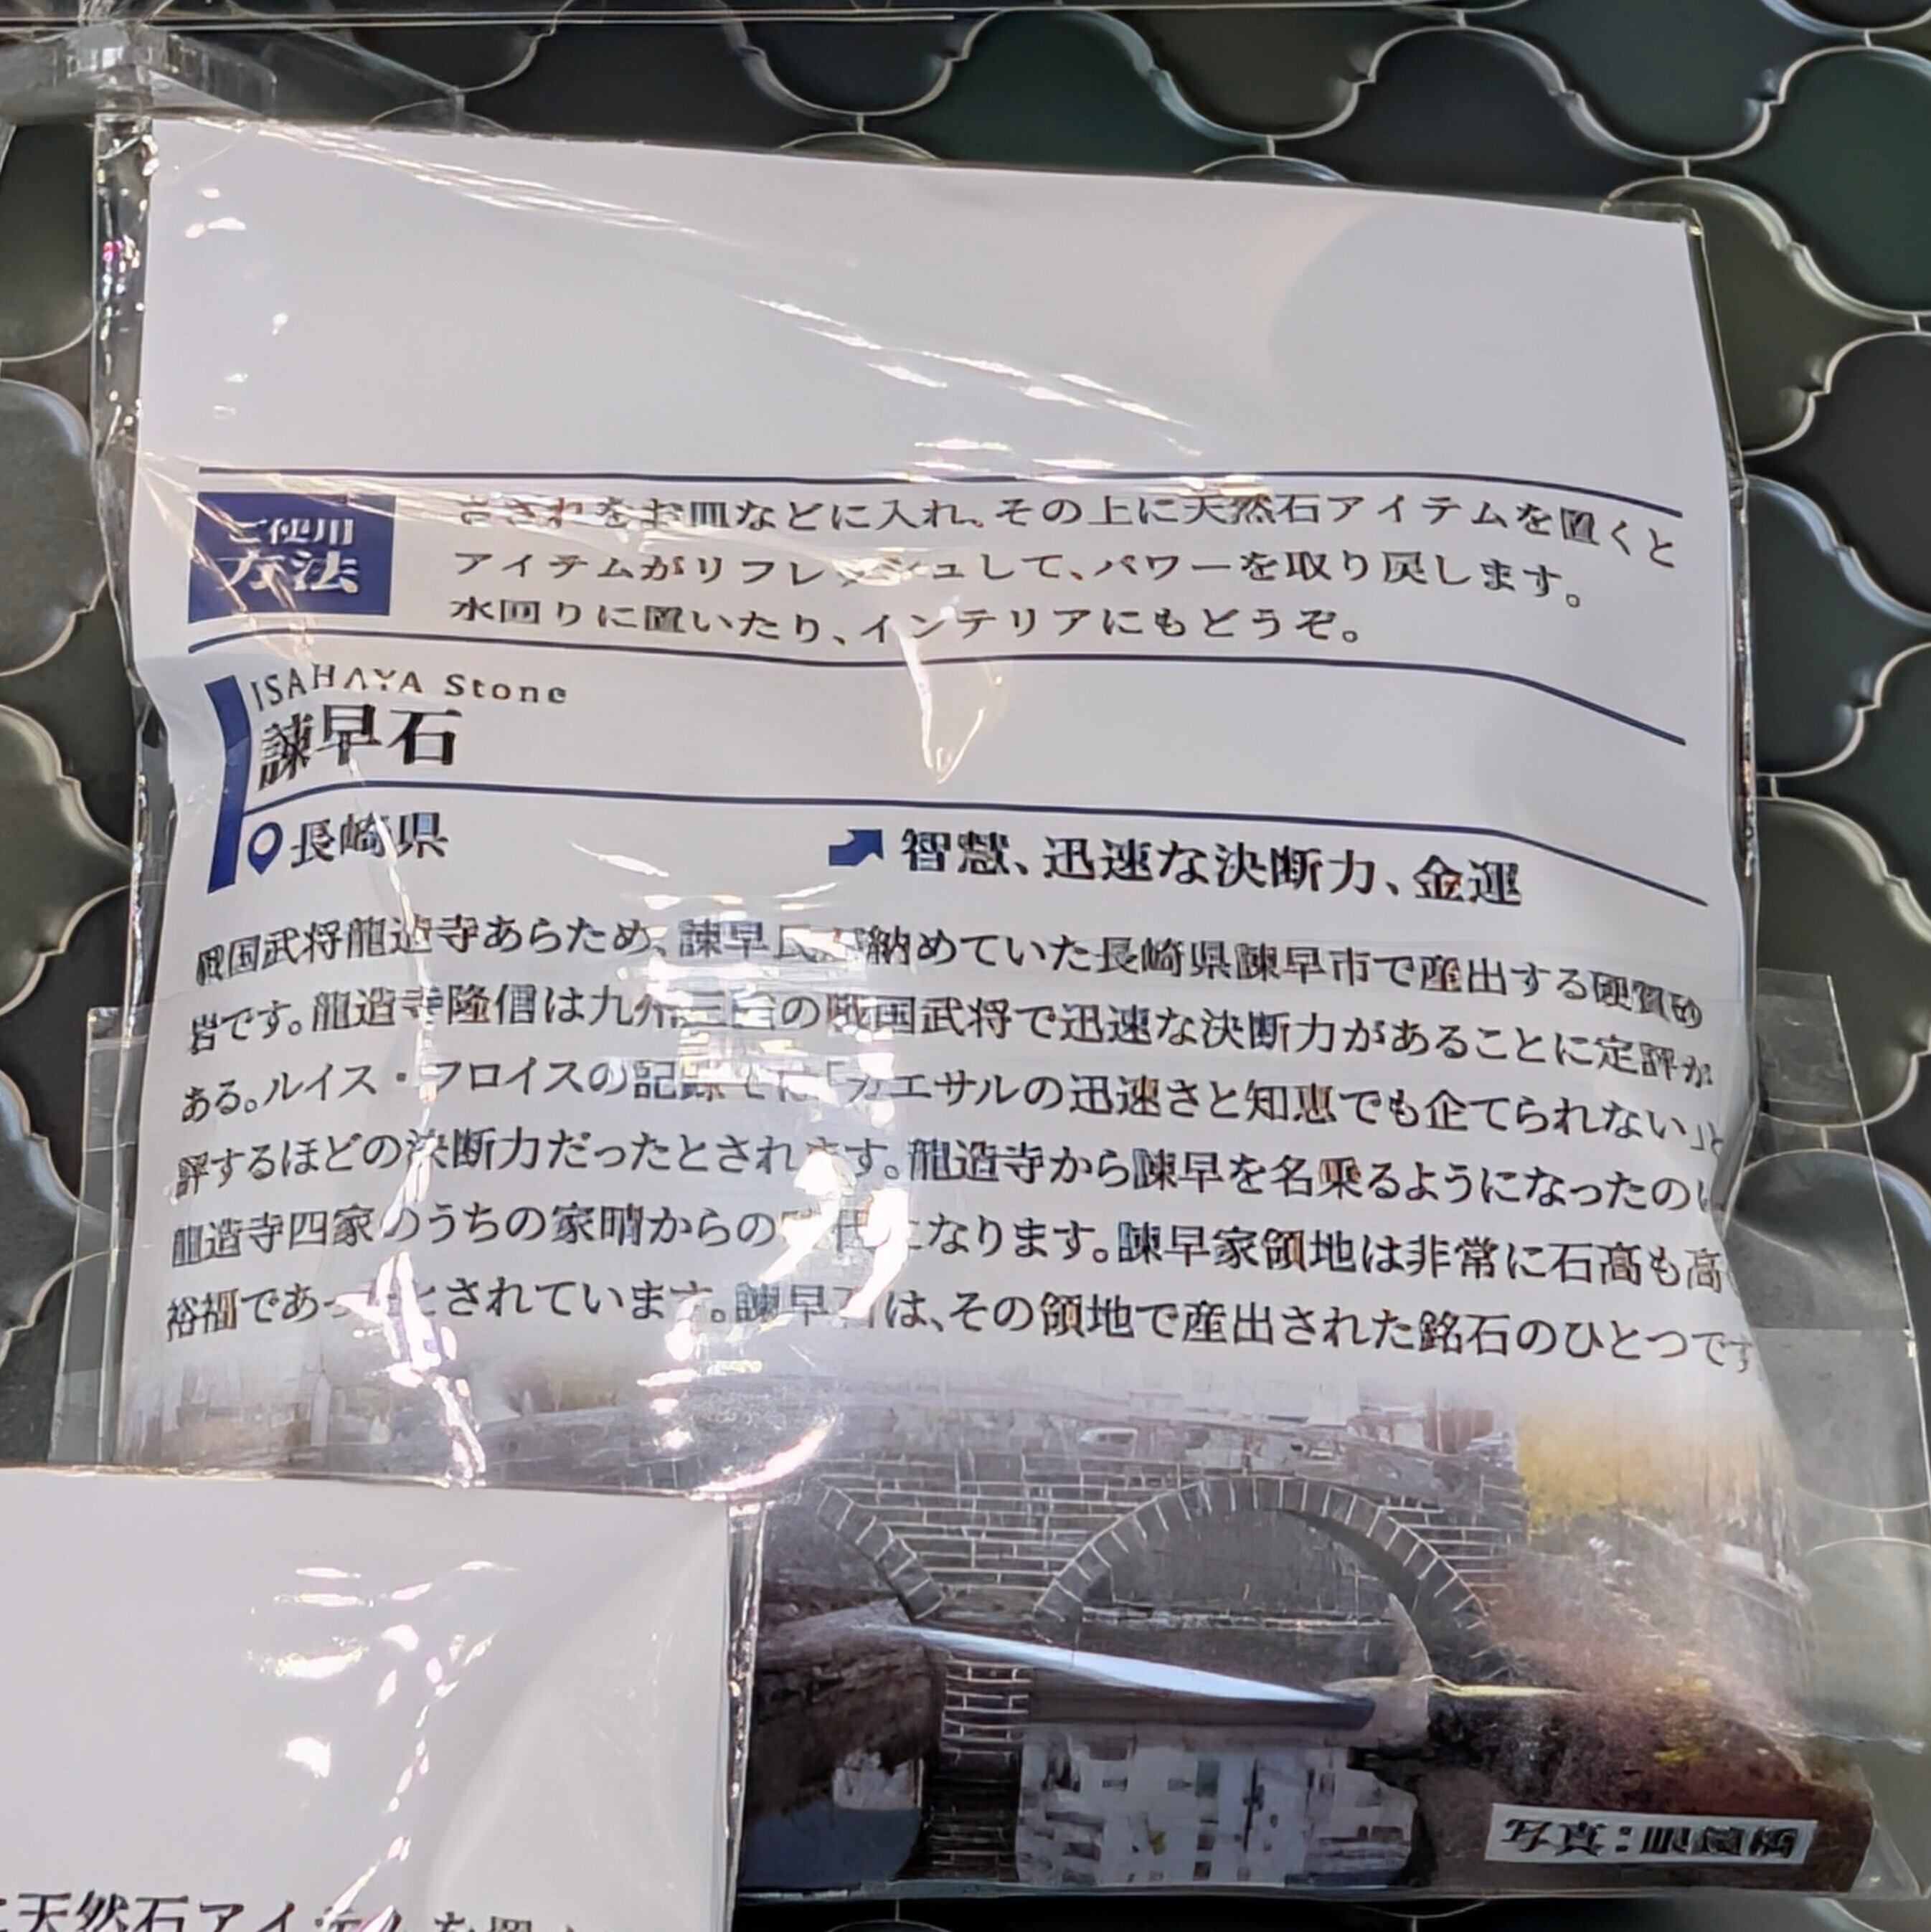 ご使用
方法
さざれをお皿などに入れ、その上に天然石アイテムを置くと
アイテムがリフレッシュして、パワーを取り戻します。
水回りに置いたり、インテリアにもどうぞ。
ISAHAYA Stone
諫早石
長崎県
智慧、迅速な決断力、金運
戦国武将龍造寺あらため、諫早氏が納めていた長崎県諫早市で産出する硬質砂
岩です。龍造寺隆信は九州三強の戦国武将で迅速な決断力があることに定評が
ある。ルイス・フロイスの記録では「カエサルの迅速さと知恵でも企てられない」と
評するほどの決断力だったとされます。龍造寺から諫早を名乗るようになったのは
龍造寺四家のうちの家晴からの時代になります。諫早家領地は非常に石高も高
裕福であったとされています。諫早石は、その領地で産出された銘石のひとつです
写真：眼鏡橋
に天然石アイテムを置